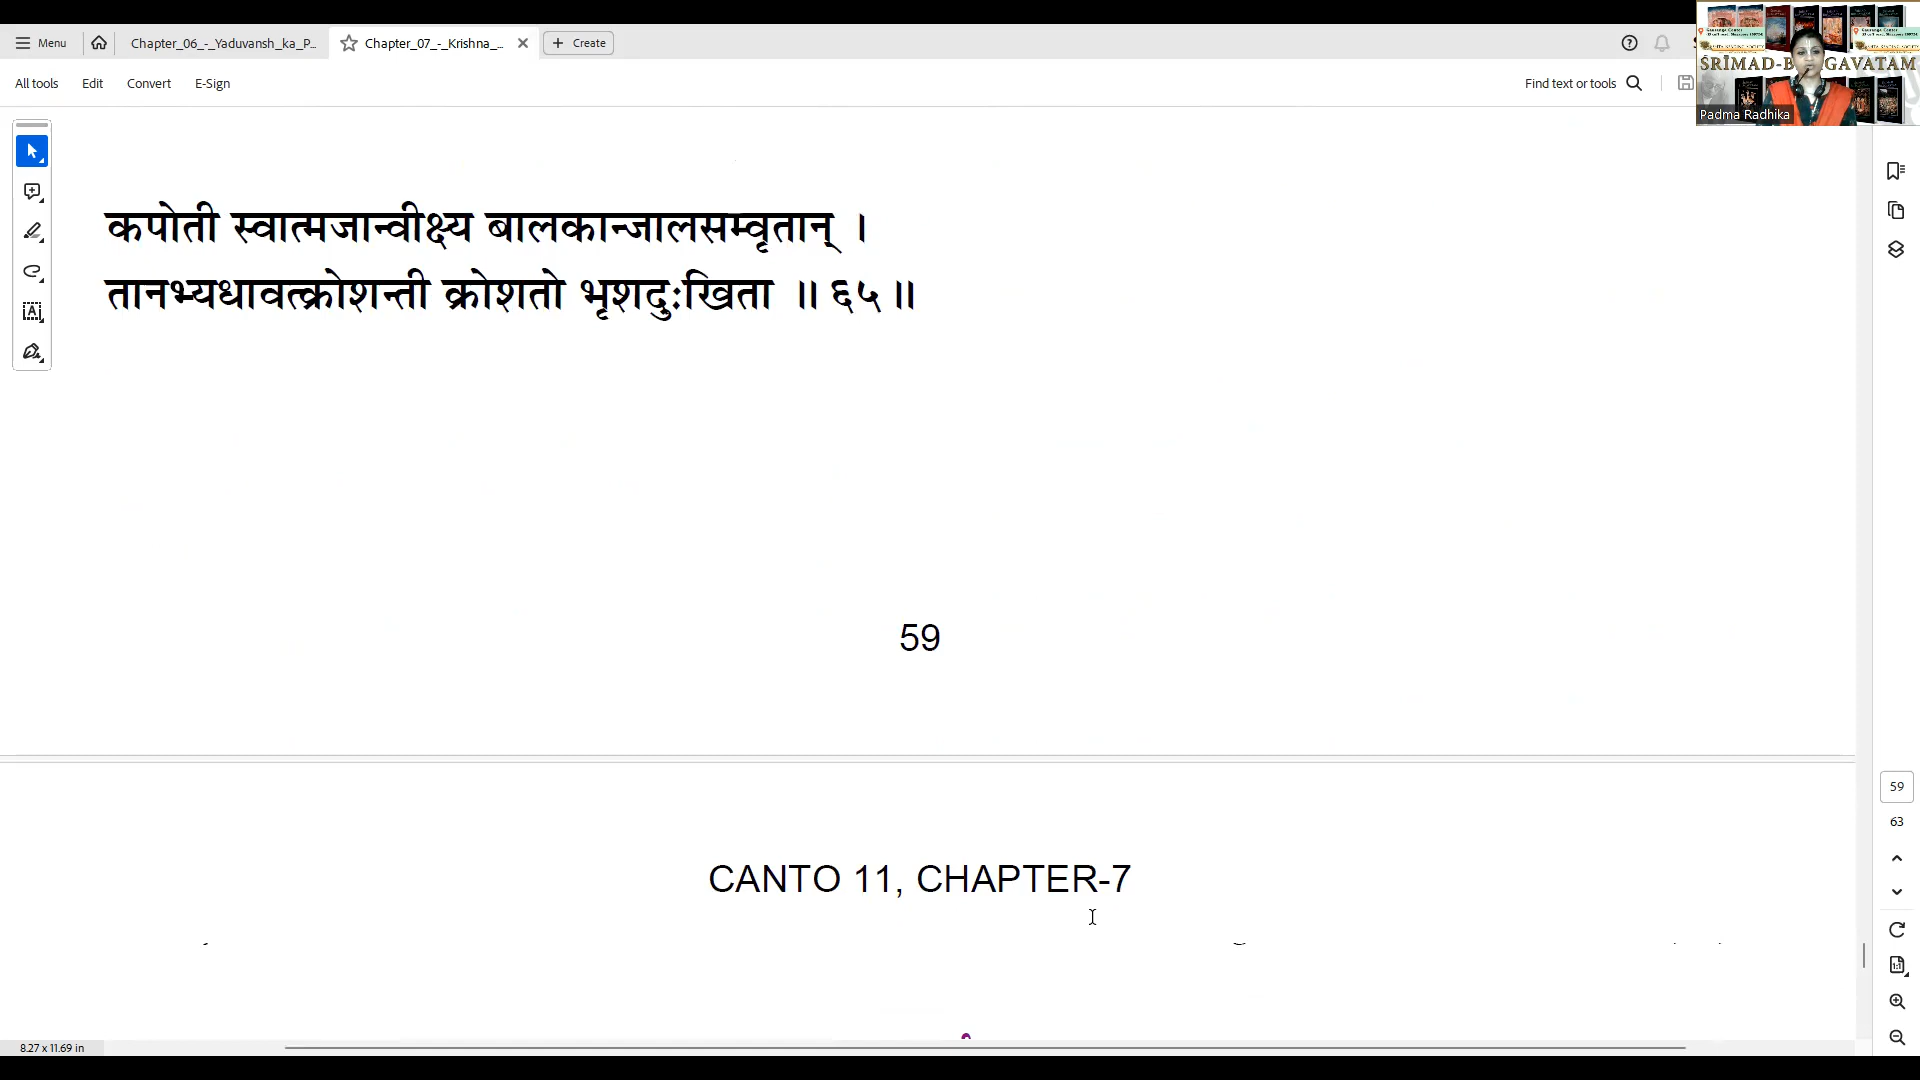 Menu
Chapter_06_-_Yaduvansh_ka_P...
Chapter_07_-_Krishna_...
Create
All tools
Edit
Convert
E-Sign
Find text or tools
SRĪMAD-BHAGAVATAM
Padma Radhika
कपोती स्वात्मजान्वीक्ष्य बालकान्जालसम्वृतान् ।
तानभ्यधावत्क्रोशन्ती क्रोशतो भृशदुःखिता ॥ ६५॥
59
CANTO 11, CHAPTER-7
59
63
8.27 x 11.69 in